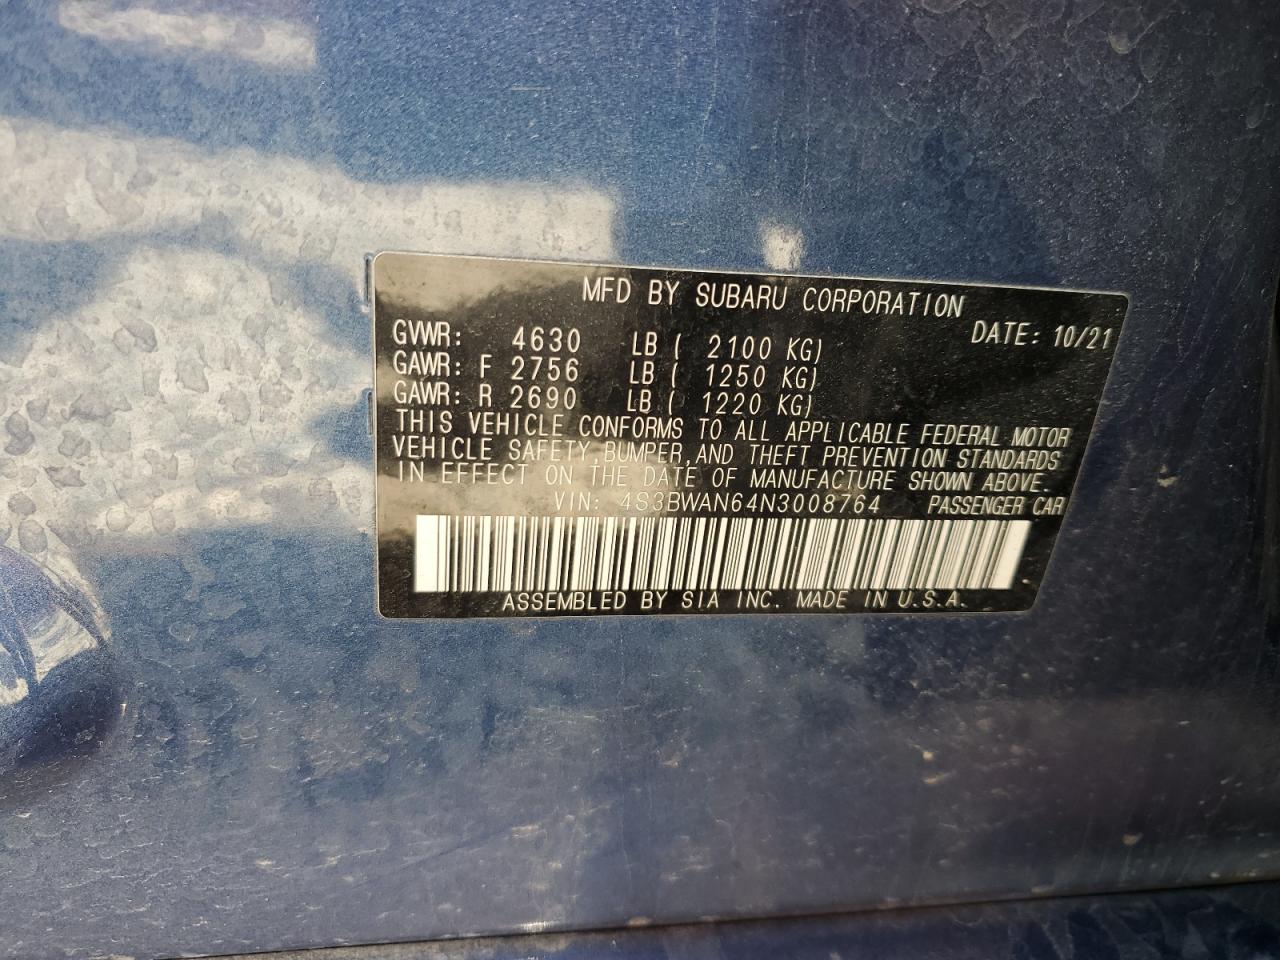 MFD BY SUBARU CORPORATION
DATE: 10/21
GVWR: 4630 LB ( 2100 KG)
GAWR: F 2756 LB ( 1250 KG)
GAWR: R 2690 LB ( 1220 KG)
THIS VEHICLE CONFORMS TO ALL APPLICABLE FEDERAL MOTOR
VEHICLE SAFETY, BUMPER, AND THEFT PREVENTION STANDARDS
IN EFFECT ON THE DATE OF MANUFACTURE SHOWN ABOVE.
VIN: 4S3BWAN64N3008764 PASSENGER CAR
ASSEMBLED BY SIA INC. MADE IN U.S.A.